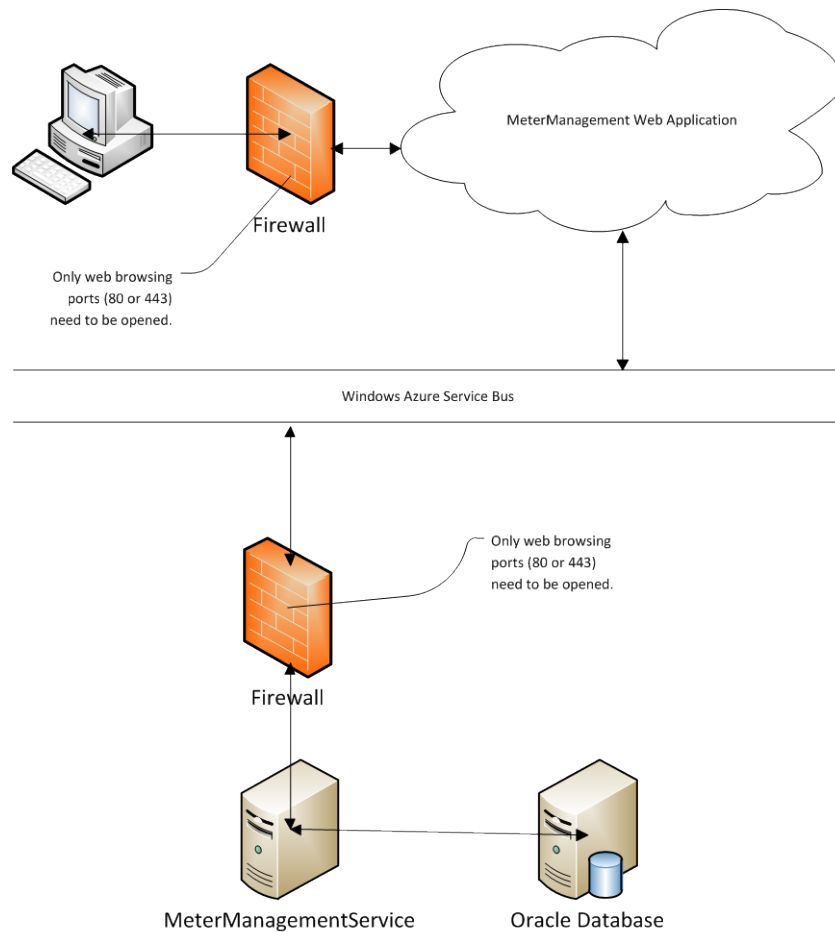 MeterManagement Web Application
Firewall
Only web browsing
ports (80 or 443)
need to be opened.
Windows Azure Service Bus
Only web browsing
ports (80 or 443)
need to be opened.
Firewall
MeterManagementService
Oracle Database